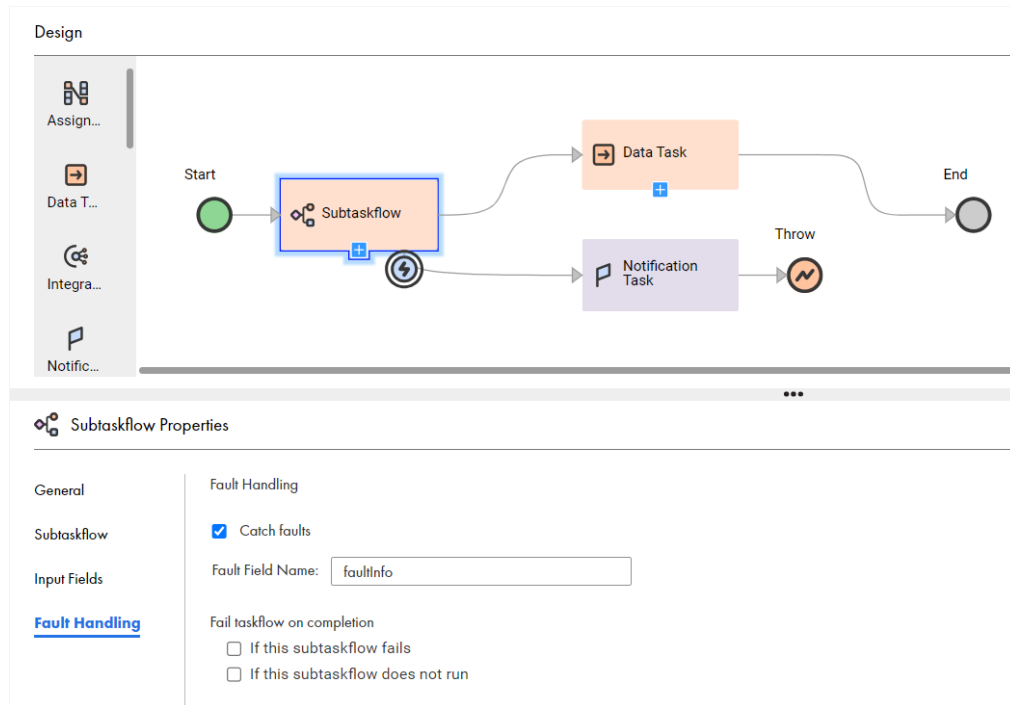 Design
Assign...
Data T...
Integra...
Notific...
Start
Subtaskflow
Data Task
Notification
Task
Throw
End
Subtaskflow Properties
General
Subtaskflow
Input Fields
Fault Handling
Fault Handling
Catch faults
Fault Field Name: faultInfo
Fail taskflow on completion
If this subtaskflow fails
If this subtaskflow does not run